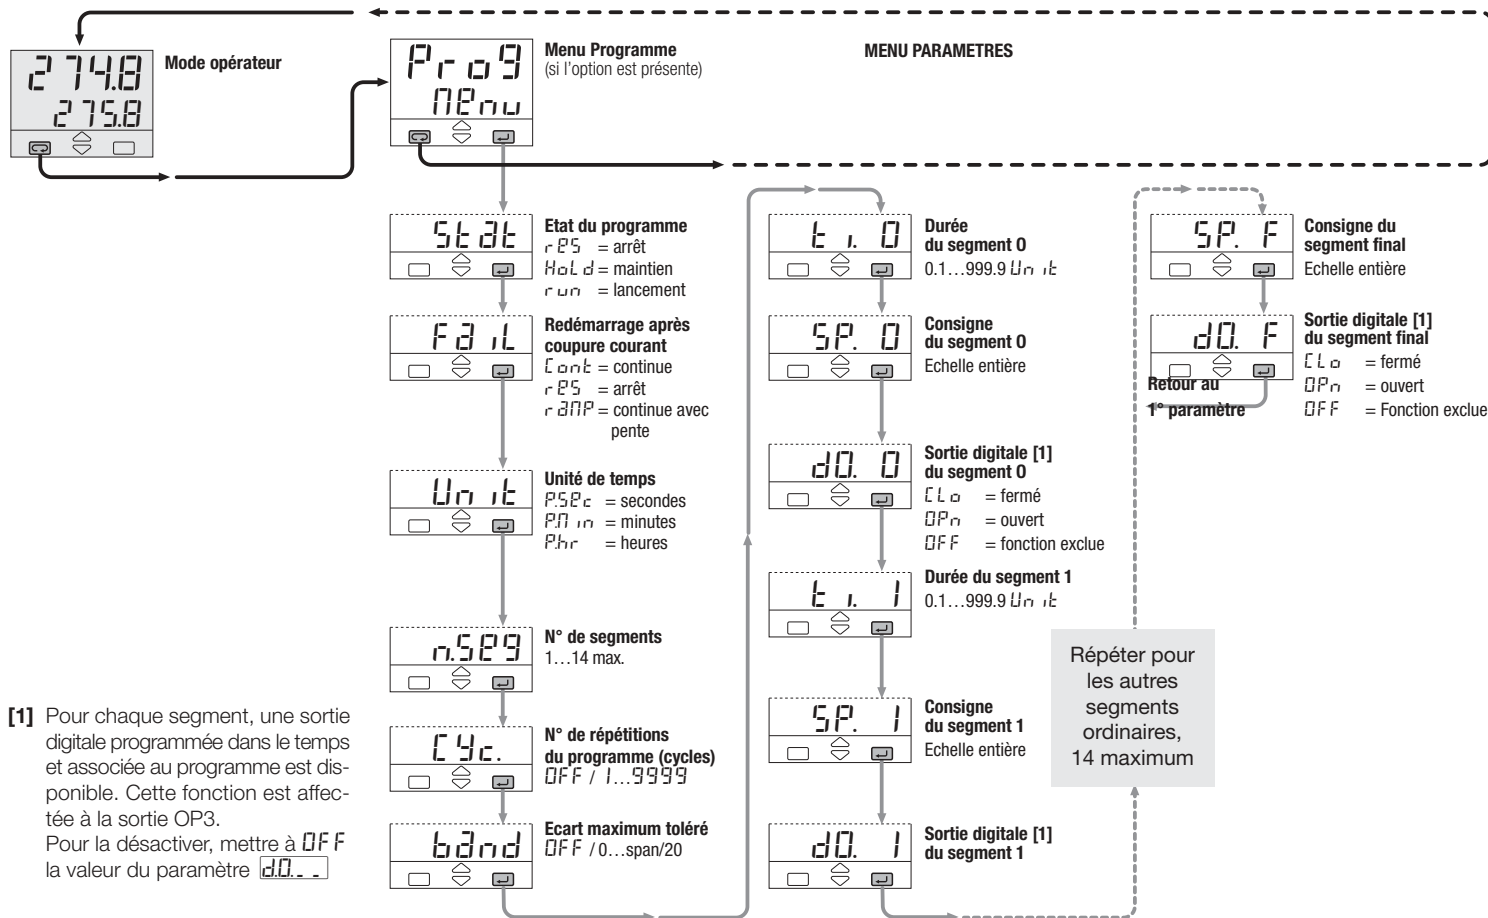 274.8
275.8
Mode opérateur
Prog
MEnu
Menu Programme
(si l'option est présente)
MENU PARAMETRES
Stat
Etat du programme
rES = arrêt
HoLd = maintien
run = lancement
FaiL
Redémarrage après
coupure courant
Cont = continue
rES = arrêt
raMP = continue avec
pente
Unit
Unité de temps
P.SEc = secondes
P.Min = minutes
P.hr = heures
n.SEg
N° de segments
1…14 max.
CYc.
N° de répétitions
du programme (cycles)
OFF / 1...9999
band
Ecart maximum toléré
OFF / 0…span/20
[1] Pour chaque segment, une sortie
digitale programmée dans le temps
et associée au programme est dis-
ponible. Cette fonction est affec-
tée à la sortie OP3.
Pour la désactiver, mettre à OFF
la valeur du paramètre d.O._ _
ti. 0
Durée
du segment 0
0.1…999.9 Unit
SP. 0
Consigne
du segment 0
Echelle entière
dO. 0
Sortie digitale [1]
du segment 0
CLo = fermé
OPn = ouvert
OFF = fonction exclue
ti. 1
Durée du segment 1
0.1…999.9 Unit
SP. 1
Consigne
du segment 1
Echelle entière
dO. 1
Sortie digitale [1]
du segment 1
Répéter pour
les autres
segments
ordinaires,
14 maximum
SP. F
Consigne du
segment final
Echelle entière
dO. F
Sortie digitale [1]
du segment final
CLo = fermé
OPn = ouvert
OFF = Fonction exclue
Retour au
1° paramètre